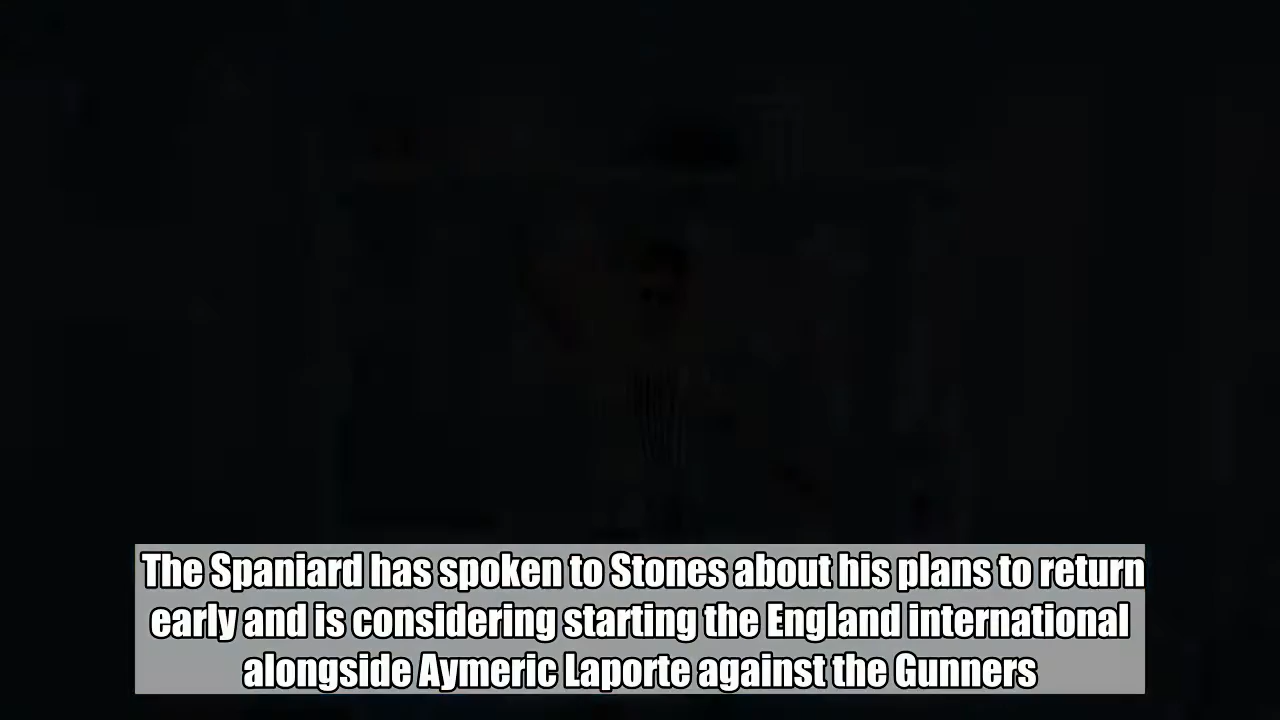 The Spaniard has spoken to Stones about his plans to return
early and is considering starting the England international
alongside Aymeric Laporte against the Gunners